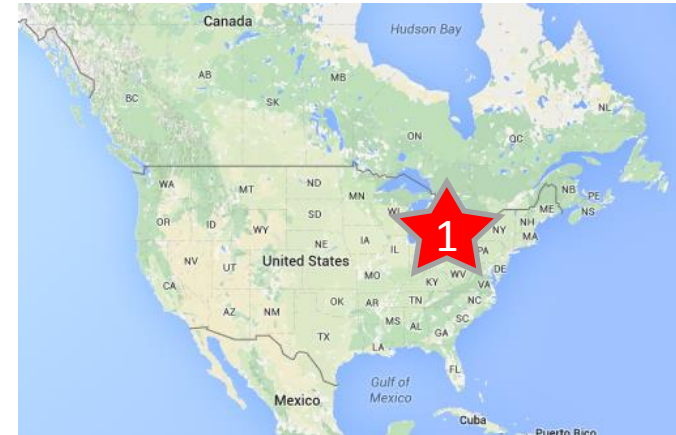 Canada
Hudson Bay
AB
MB
BC
SK
NL
ON
QC
WA
MT
ND
MN
NB
PE
ME
NS
OR
ID
SD
WI
NY
NH
MA
WY
1
NE
IA
IL
PA
NV
UT
United States
DE
CA
MO
KY
WV
VA
AZ
NM
OK
AR
TN
NC
MS
AL
GA
SC
TX
LA
FL
Gulf of
Mexico
Mexico
Cuba
Puerto Rico